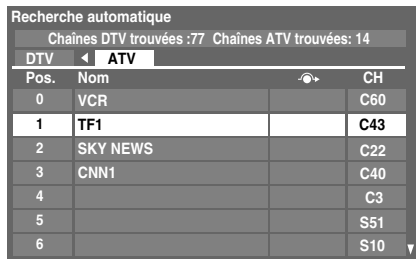 Recherche automatique
Chaînes DTV trouvées :77 Chaînes ATV trouvées: 14
DTV ATV
Pos. Nom CH
0 VCR C60
1 TF1 C43
2 SKY NEWS C22
3 CNN1 C40
4 C3
5 S51
6 S10